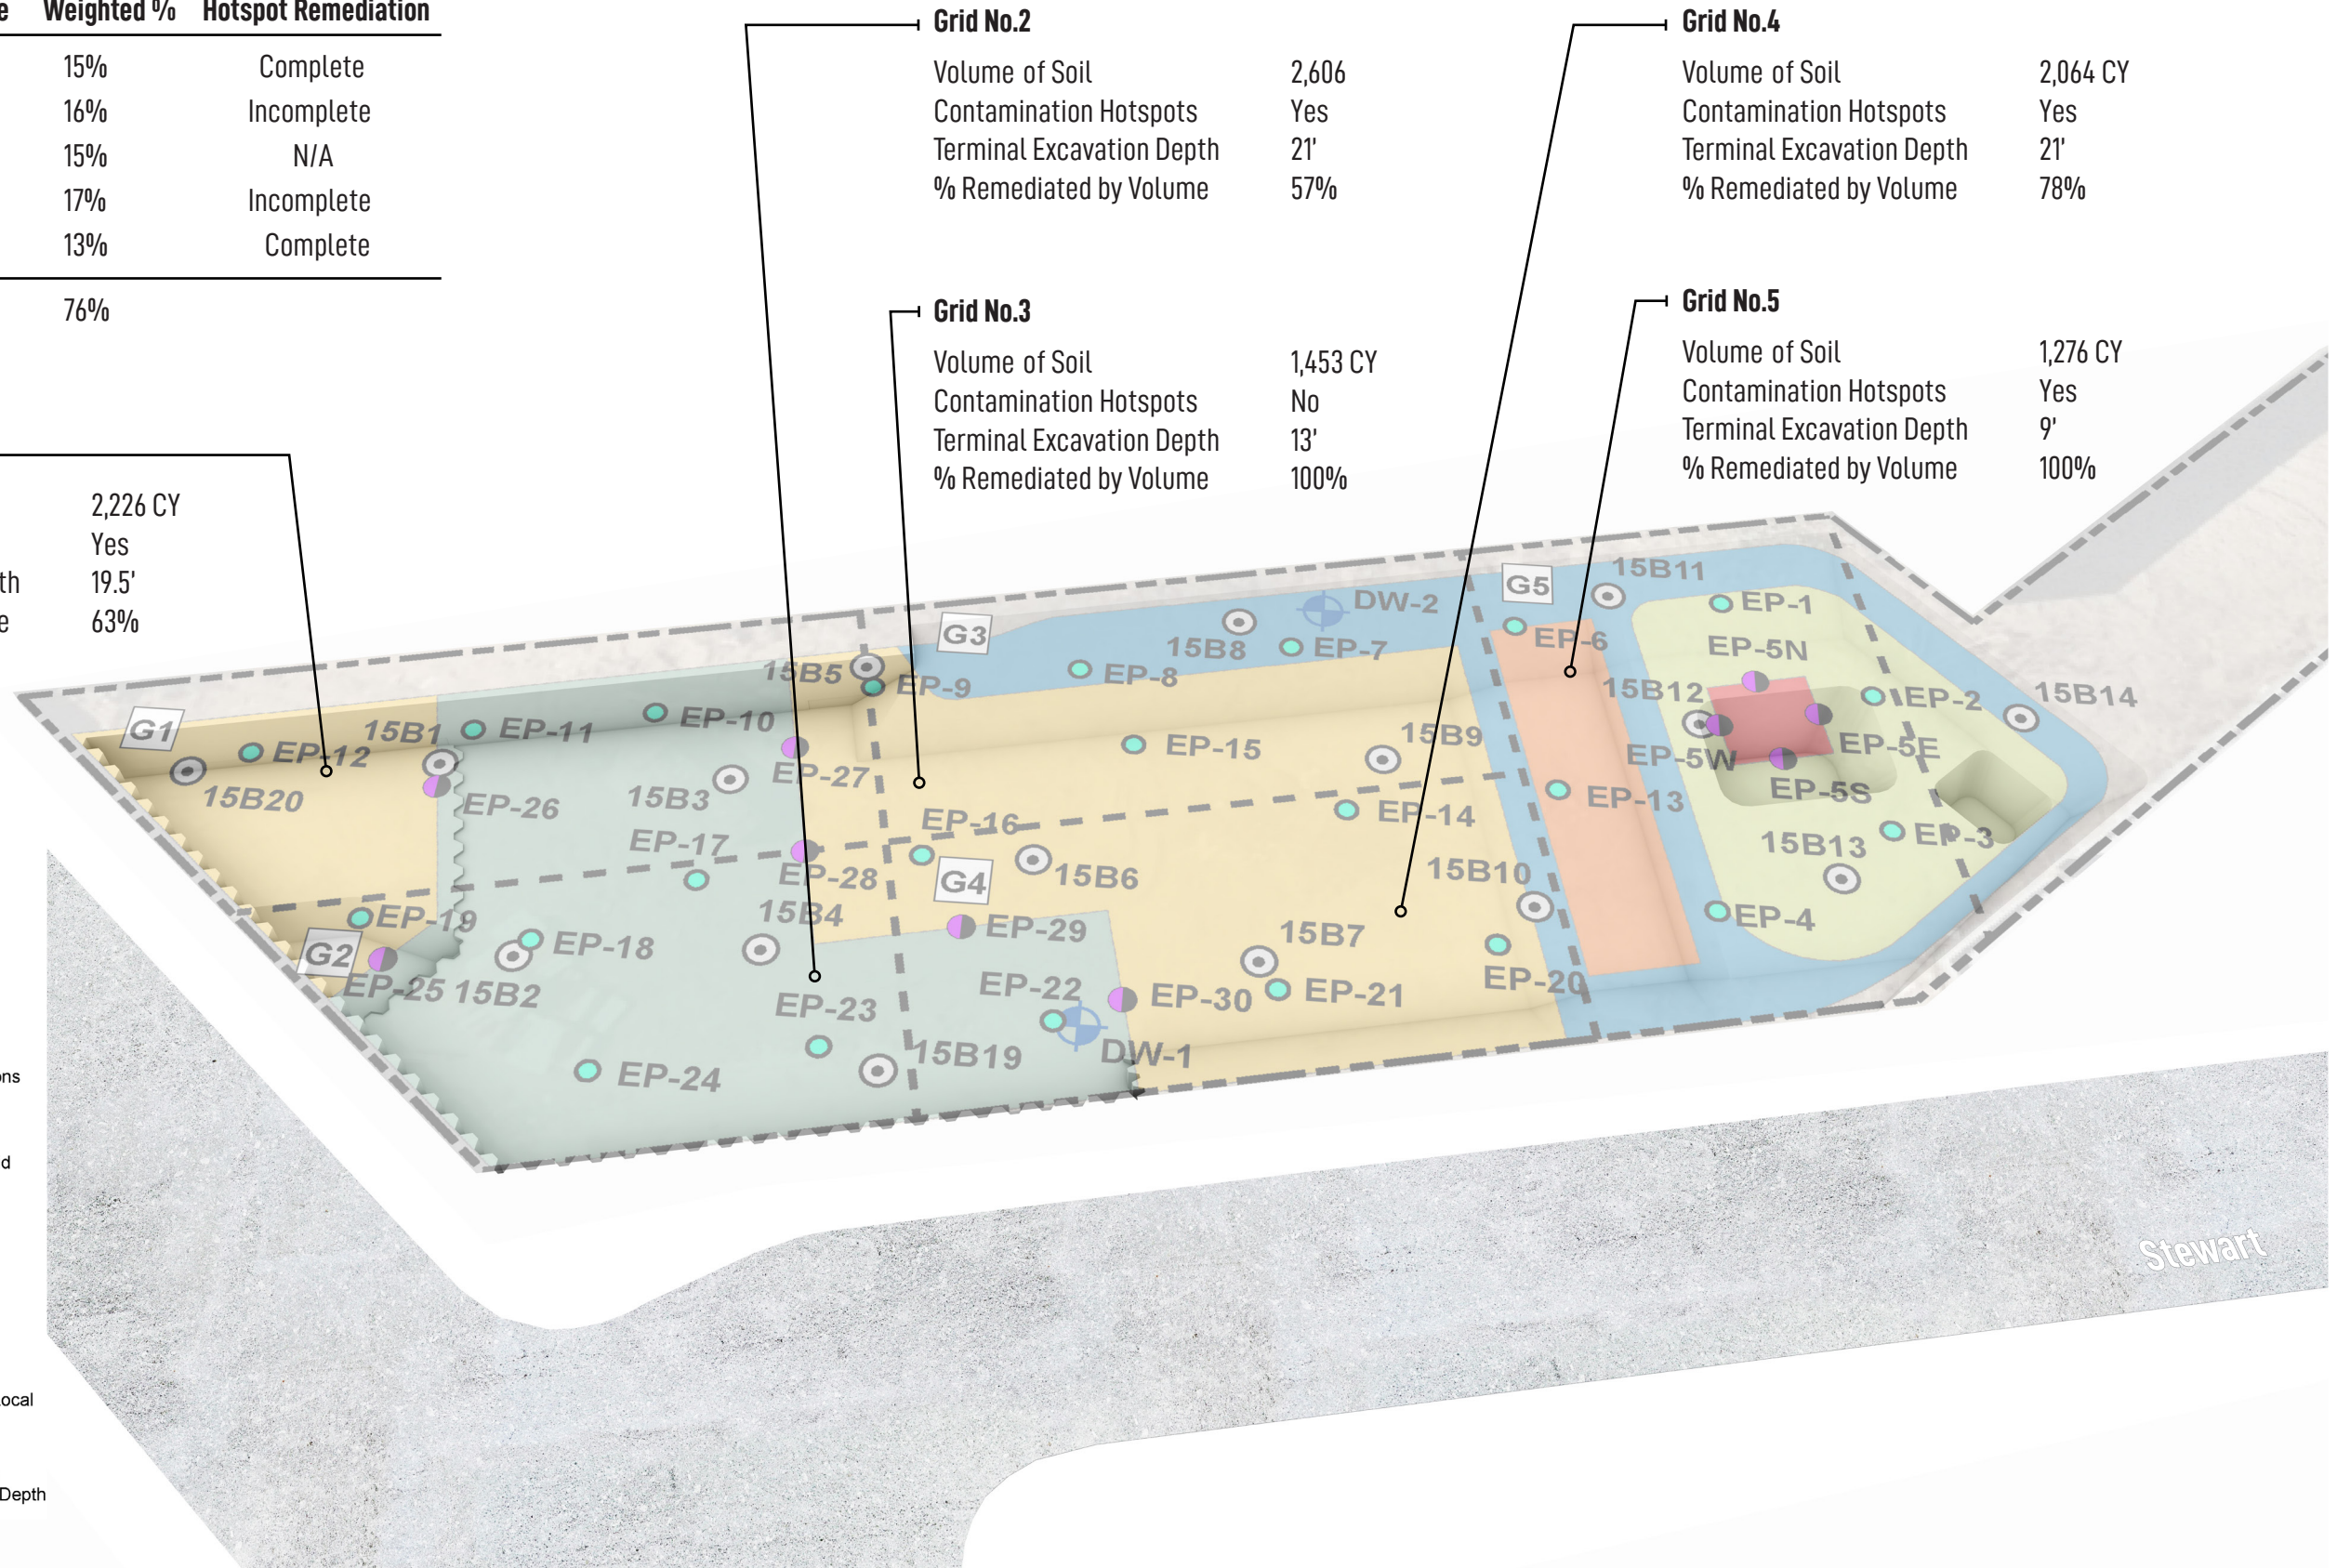 Weighted % Hotspot Remediation
15% Complete
16% Incomplete
15% N/A
17% Incomplete
13% Complete
76%
2,226 CY
Yes
19.5'
63%
Grid No.2
Volume of Soil 2,606
Contamination Hotspots Yes
Terminal Excavation Depth 21'
% Remediated by Volume 57%
Grid No.3
Volume of Soil 1,453 CY
Contamination Hotspots No
Terminal Excavation Depth 13'
% Remediated by Volume 100%
Grid No.4
Volume of Soil 2,064 CY
Contamination Hotspots Yes
Terminal Excavation Depth 21'
% Remediated by Volume 78%
Grid No.5
Volume of Soil 1,276 CY
Contamination Hotspots Yes
Terminal Excavation Depth 9'
% Remediated by Volume 100%
G1
EP-12
15B20
15B1
EP-11
EP-10
EP-26
15B3
EP-27
15B5
EP-9
G3
EP-8
15B8
EP-7
DW-2
G5
15B11
EP-6
EP-1
EP-5N
15B12
EP-2
15B14
EP-5W
EP-5E
EP-5S
EP-3
15B13
EP-4
EP-13
15B9
EP-15
EP-14
EP-16
EP-17
EP-28
G4
15B6
15B10
EP-19
G2
EP-25
15B2
EP-18
15B4
EP-29
15B7
EP-20
EP-21
EP-30
EP-22
DW-1
EP-23
15B19
EP-24
Stewart
Depth